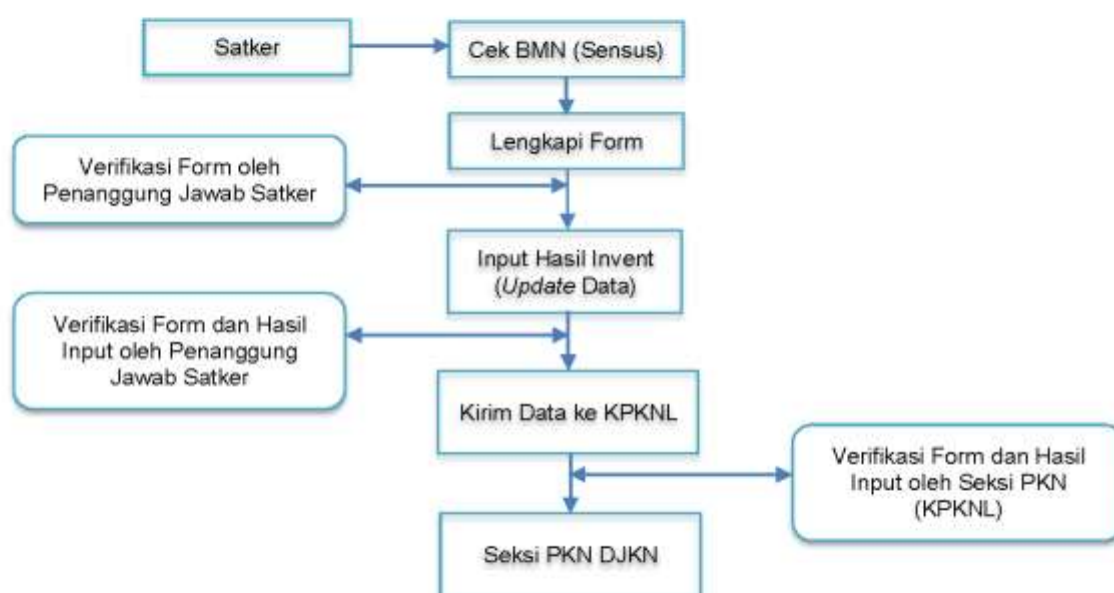 Satker
Cek BMN (Sensus)
Lengkapi Form
Verifikasi Form oleh
Penanggung Jawab Satker
Input Hasil Invent
(Update Data)
Verifikasi Form dan Hasil
Input oleh Penanggung
Jawab Satker
Kirim Data ke KPKNL
Verifikasi Form dan Hasil
Input oleh Seksi PKN
(KPKNL)
Seksi PKN DJKN